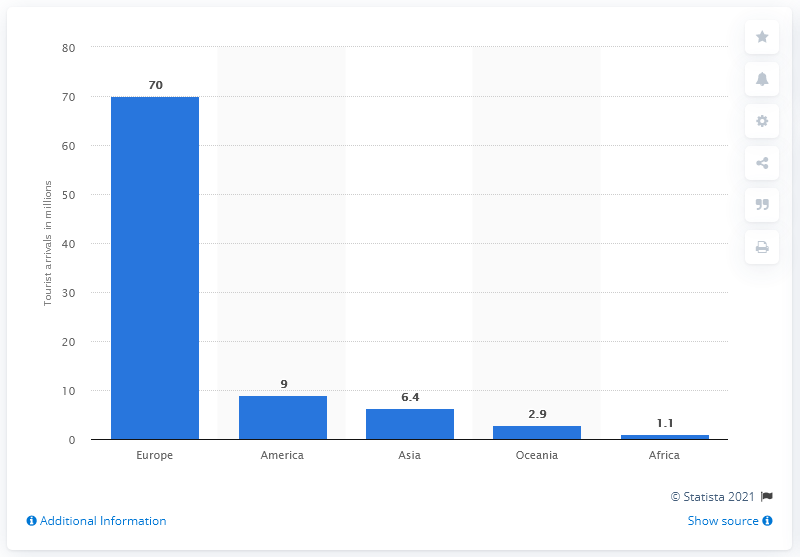 80
70
60
50
40
30
20
10
0
Tourist arrivals in millions
70
9
6.4
2.9
1.1
Europe
America
Asia
Oceania
Africa
© Statista 2021
Additional Information
Show source